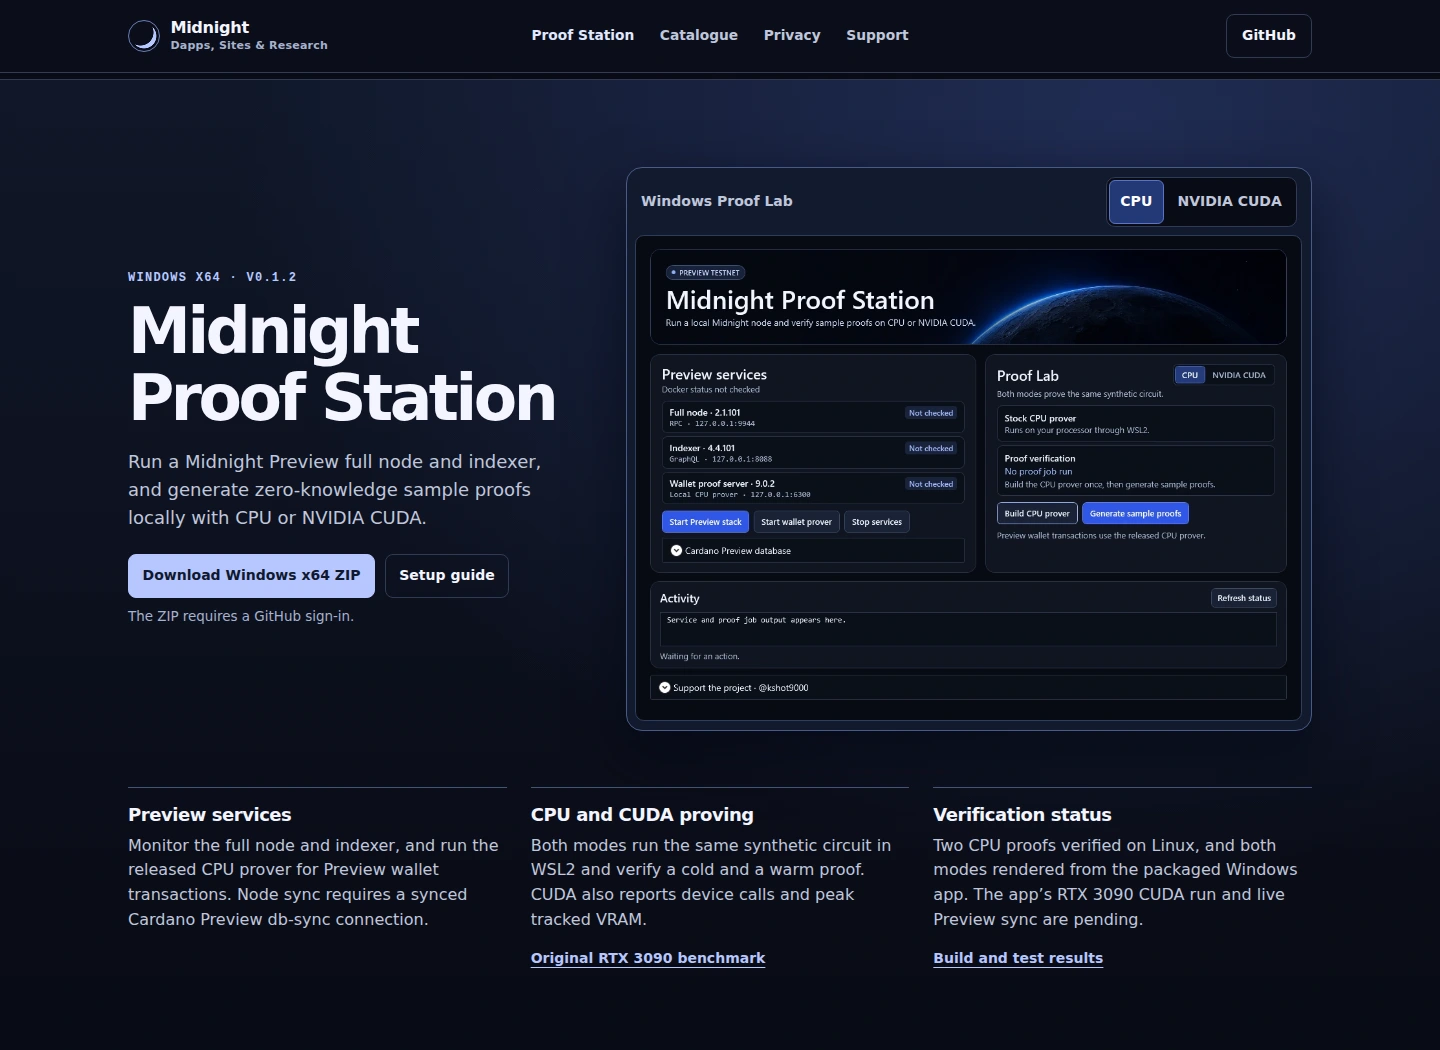 Midnight
Dapps, Sites & Research
Proof Station
Catalogue
Privacy
Support
GitHub
WINDOWS X64 · V0.1.2
Midnight
Proof Station
Run a Midnight Preview full node and indexer,
and generate zero-knowledge sample proofs
locally with CPU or NVIDIA CUDA.
Download Windows x64 ZIP
Setup guide
The ZIP requires a GitHub sign-in.
Windows Proof Lab
CPU
NVIDIA CUDA
PREVIEW TESTNET
Midnight Proof Station
Run a local Midnight node and verify sample proofs on CPU or NVIDIA CUDA.
Preview services
Docker status not checked
Full node · 2.1.101
RPC · 127.0.0.1:9944
Not checked
Indexer · 4.4.101
GraphQL · 127.0.0.1:8088
Not checked
Wallet proof server · 9.0.2
Local CPU prover · 127.0.0.1:6300
Not checked
Start Preview stack
Start wallet prover
Stop services
Cardano Preview database
Proof Lab
CPU
NVIDIA CUDA
Both modes prove the same synthetic circuit.
Stock CPU prover
Runs on your processor through WSL2.
Proof verification
No proof job run
Build the CPU prover once, then generate sample proofs.
Build CPU prover
Generate sample proofs
Preview wallet transactions use the released CPU prover.
Activity
Refresh status
Service and proof job output appears here.
Waiting for an action.
Support the project · @kshot9000
Preview services
Monitor the full node and indexer, and run the
released CPU prover for Preview wallet
transactions. Node sync requires a synced
Cardano Preview db-sync connection.
CPU and CUDA proving
Both modes run the same synthetic circuit in
WSL2 and verify a cold and a warm proof.
CUDA also reports device calls and peak
tracked VRAM.
Original RTX 3090 benchmark
Verification status
Two CPU proofs verified on Linux, and both
modes rendered from the packaged Windows
app. The app’s RTX 3090 CUDA run and live
Preview sync are pending.
Build and test results